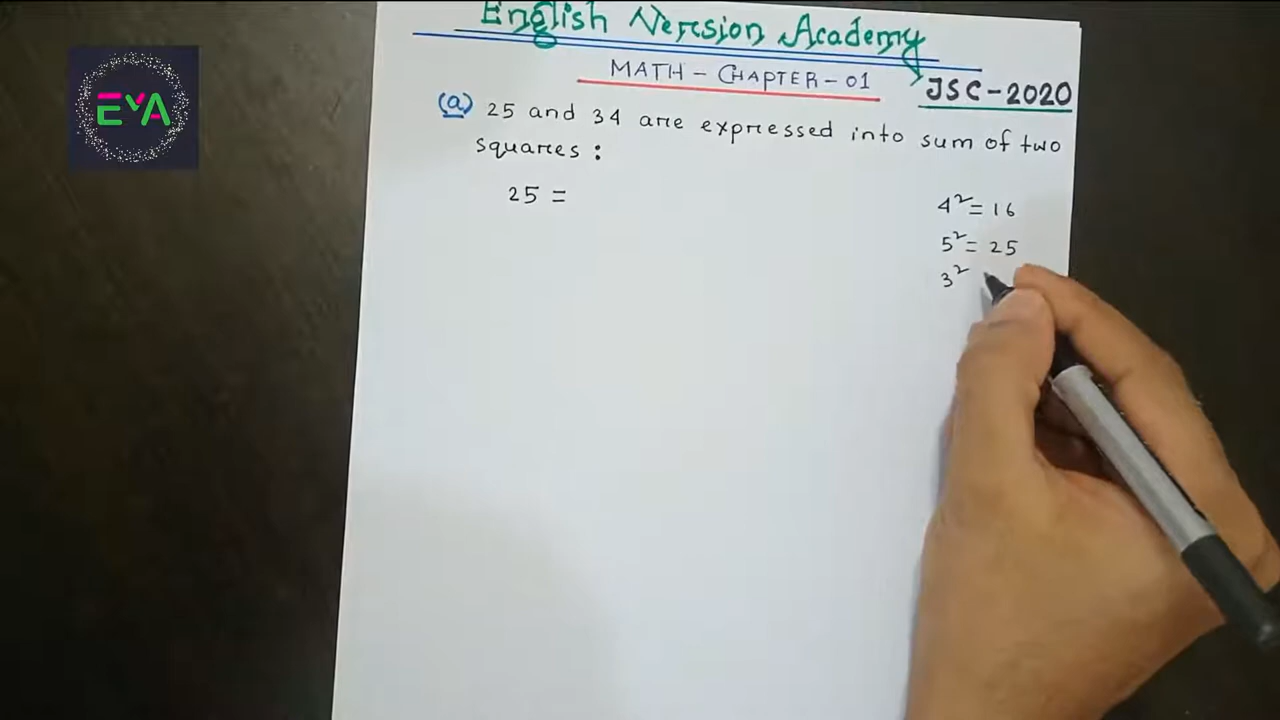 English Version Academy
MATH - CHAPTER - 01
JSC - 2020
EVA
(a) 25 and 34 are expressed into sum of two
squares :
25 =
4² = 16
5² = 25
3²